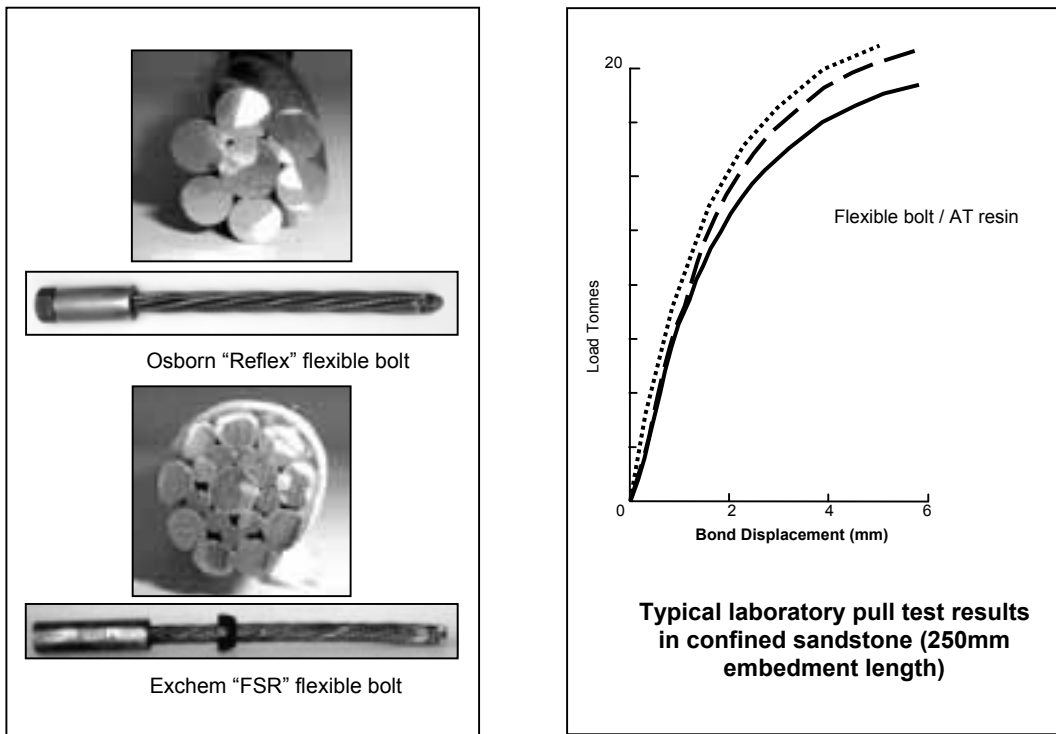 Osborn “Reflex” flexible bolt
Exchem “FSR” flexible bolt
20
Load Tonnes
Flexible bolt / AT resin
0
2
4
6
Bond Displacement (mm)
Typical laboratory pull test results
in confined sandstone (250mm
embedment length)